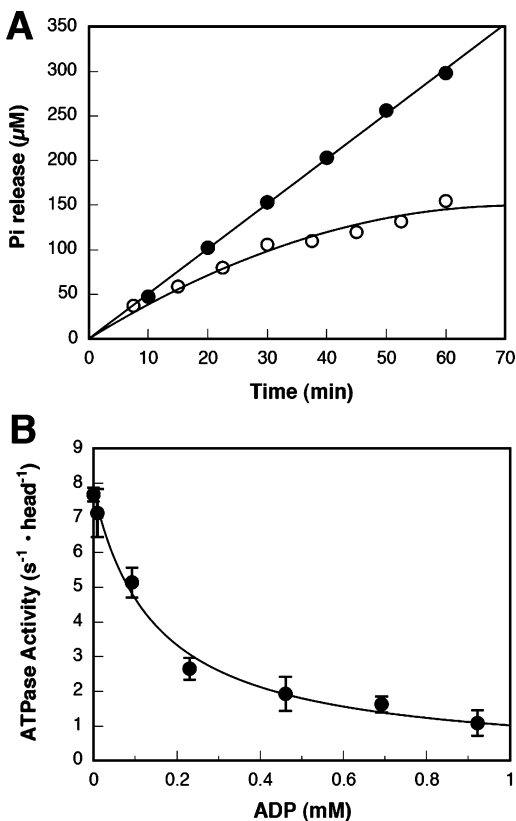 A
350
300
250
200
150
100
50
0
Pi release (µM)
0 10 20 30 40 50 60 70
Time (min)
B
9
8
7
6
5
4
3
2
1
0
ATPase Activity (s⁻¹ · head⁻¹)
0 0.2 0.4 0.6 0.8 1
ADP (mM)